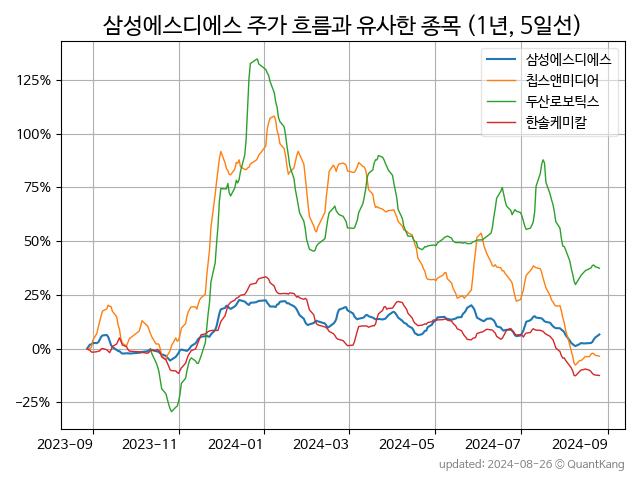 삼성에스디에스 주가 흐름과 유사한 종목 (1년, 5일선)
삼성에스디에스
칩스앤미디어
두산로보틱스
한솔케미칼
125%
100%
75%
50%
25%
0%
−25%
2023-09 2023-11 2024-01 2024-03 2024-05 2024-07 2024-09
updated: 2024-08-26 © QuantKang